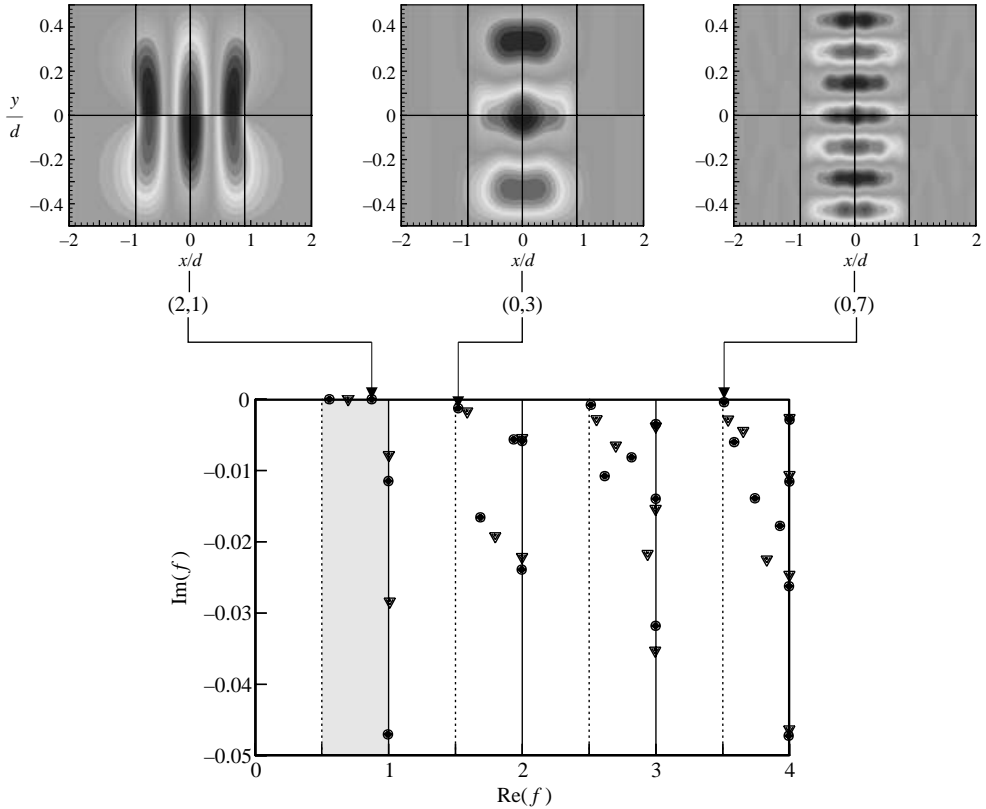 0.4 0.4 0.4
0.2 0.2 0.2
y/d 0 0 0
–0.2 –0.2 –0.2
–0.4 –0.4 –0.4
–2 –1 0 1 2 –2 –1 0 1 2 –2 –1 0 1 2
x/d x/d x/d
(2,1) (0,3) (0,7)
0
–0.01
–0.02
Im(f)
–0.03
–0.04
–0.05
0 1 2 3 4
Re(f)